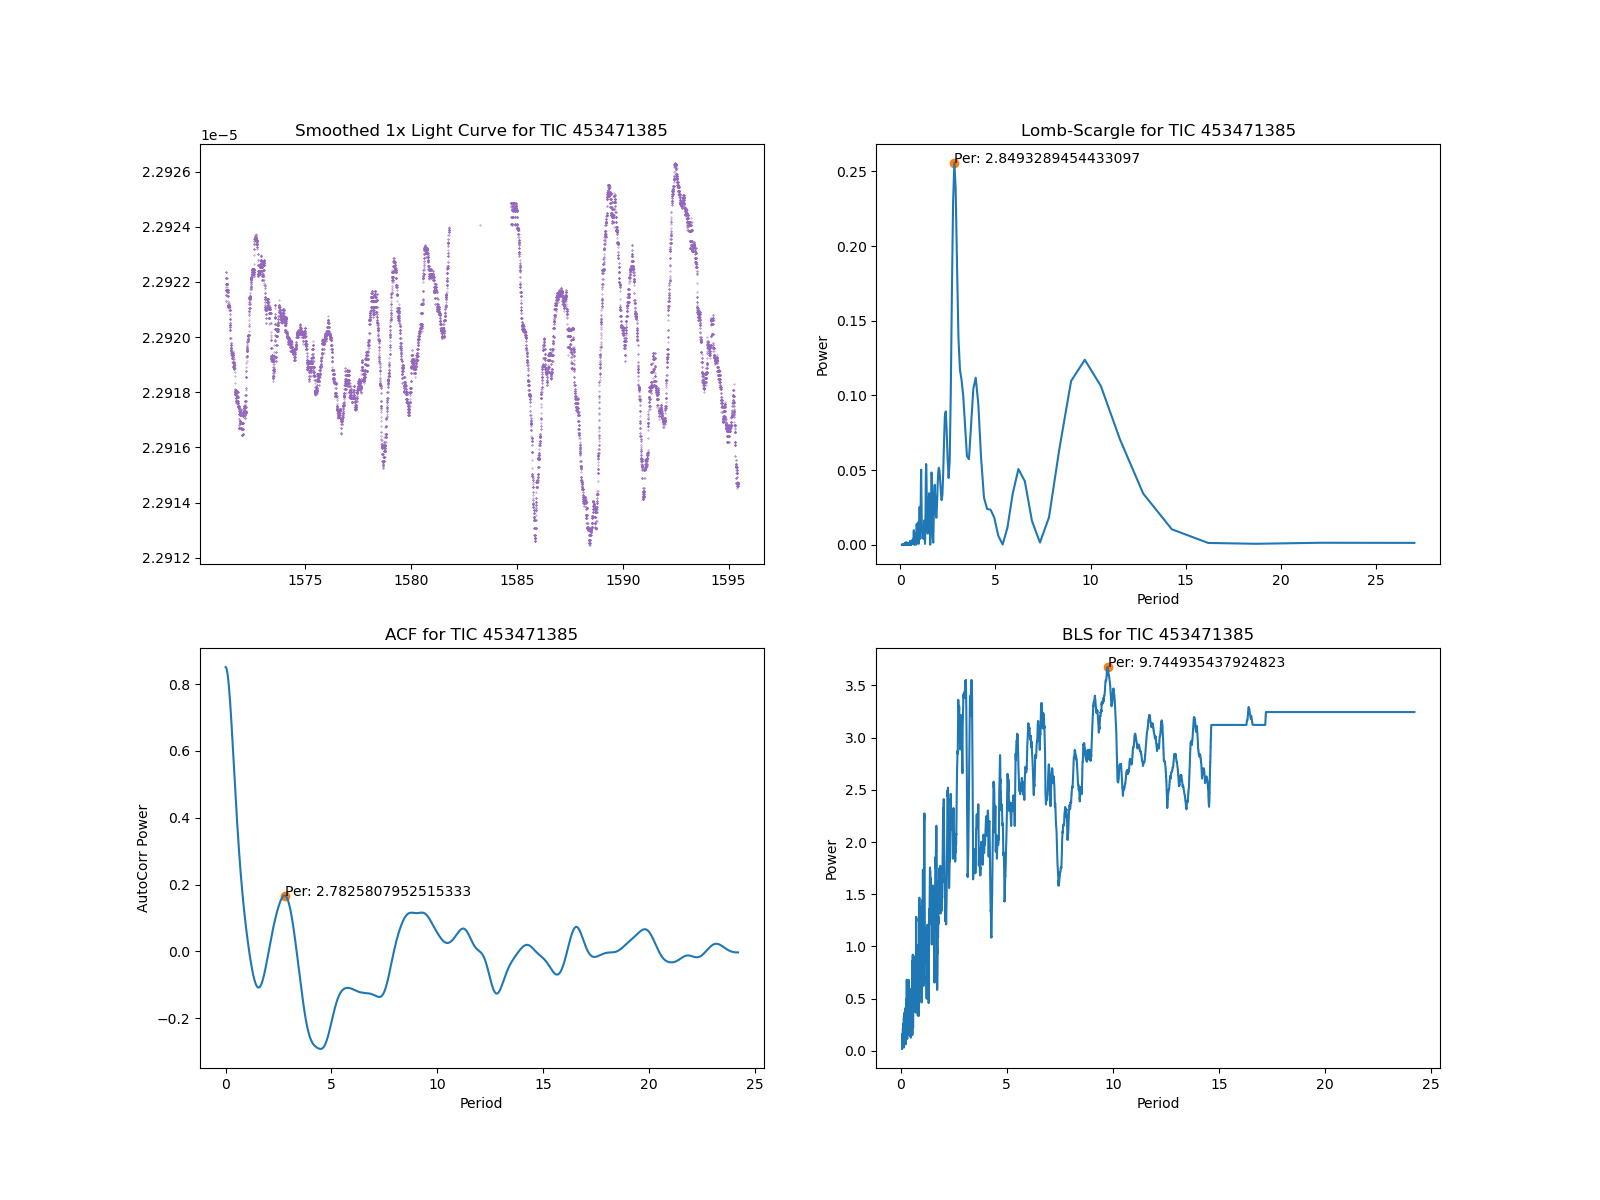 Smoothed 1x Light Curve for TIC 453471385
1e−5
2.2926
2.2924
2.2922
2.2920
2.2918
2.2916
2.2914
2.2912
1575 1580 1585 1590 1595
Lomb-Scargle for TIC 453471385
Per: 2.8493289454433097
Power
0.25
0.20
0.15
0.10
0.05
0.00
0 5 10 15 20 25
Period
ACF for TIC 453471385
AutoCorr Power
0.8
0.6
0.4
0.2
0.0
−0.2
Per: 2.7825807952515333
0 5 10 15 20 25
Period
BLS for TIC 453471385
Per: 9.744935437924823
Power
3.5
3.0
2.5
2.0
1.5
1.0
0.5
0.0
0 5 10 15 20 25
Period